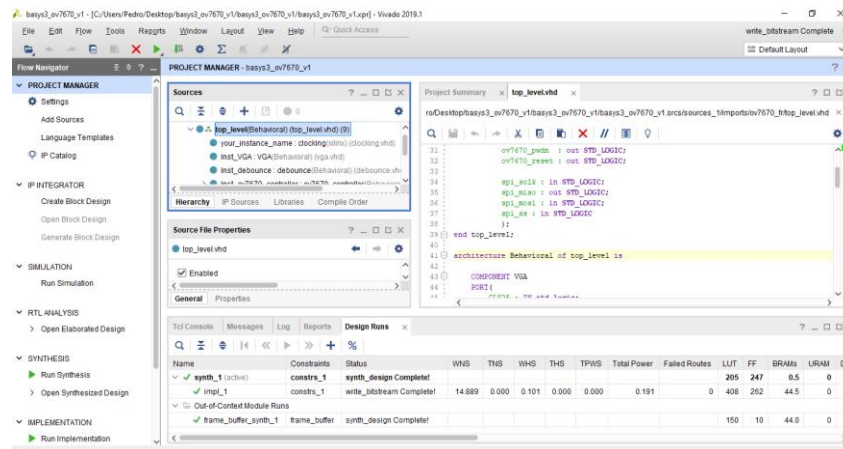 basys3_ov7670_v1 - [C:/Users/Pedro/Desktop/basys3_ov7670_v1/basys3_ov7670_v1/basys3_ov7670_v1.xpr] - Vivado 2019.1
File Edit Flow Tools Reports Window Layout View Help Quick Access
write_bitstream Complete
Default Layout
Flow Navigator
PROJECT MANAGER - basys3_ov7670_v1
PROJECT MANAGER
Settings
Add Sources
Language Templates
IP Catalog
IP INTEGRATOR
Create Block Design
Open Block Design
Generate Block Design
SIMULATION
Run Simulation
RTL ANALYSIS
Open Elaborated Design
SYNTHESIS
Run Synthesis
Open Synthesized Design
IMPLEMENTATION
Run Implementation
Sources
0
top_level(Behavioral) (top_level.vhd) (9)
your_instance_name : clocking(xilinx) (clocking.vhd)
Inst_VGA : VGA(Behavioral) (vga.vhd)
Inst_debounce : debounce(Behavioral) (debounce.vh
Hierarchy IP Sources Libraries Compile Order
Source File Properties
top_level.vhd
Enabled
General Properties
Project Summary top_level.vhd
ro/Desktop/basys3_ov7670_v1/basys3_ov7670_v1/basys3_ov7670_v1.srcs/sources_1/imports/ov7670_fr/top_level.vhd
31 ov7670_pwdn : out STD_LOGIC;
32 ov7670_reset : out STD_LOGIC;
33
34 spi_sclk : in STD_LOGIC;
35 spi_miso : out STD_LOGIC;
36 spi_mosi : in STD_LOGIC;
37 spi_ss : in STD_LOGIC
38 );
39 end top_level;
40
41 architecture Behavioral of top_level is
42
43 COMPONENT VGA
44 PORT(
Tcl Console Messages Log Reports Design Runs
Name Constraints Status WNS TNS WHS THS TPWS Total Power Failed Routes LUT FF BRAMs URAM
synth_1 (active) constrs_1 synth_design Complete! 205 247 0.5 0
impl_1 constrs_1 write_bitstream Complete! 14.889 0.000 0.101 0.000 0.000 0.191 0 408 262 44.5 0
Out-of-Context Module Runs
frame_buffer_synth_1 frame_buffer synth_design Complete! 150 10 44.0 0